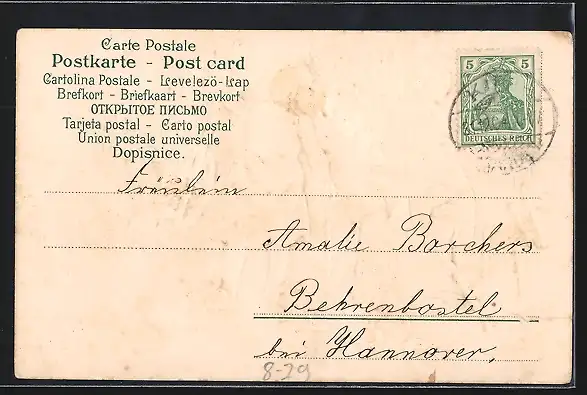 Carte Postale
Postkarte - Post card
Cartolina Postale - Levelezö-Lap
Brefkort - Briefkaart - Brevkort
ОТКРЫТОЕ ПИСЬМО
Tarjeta postal - Carto postal
Union postale universelle
Dopisnice.
5 5
DEUTSCHES REICH
Fräulein
Amalie Borchers
Behrenbostel
bei Hannover,
8-29